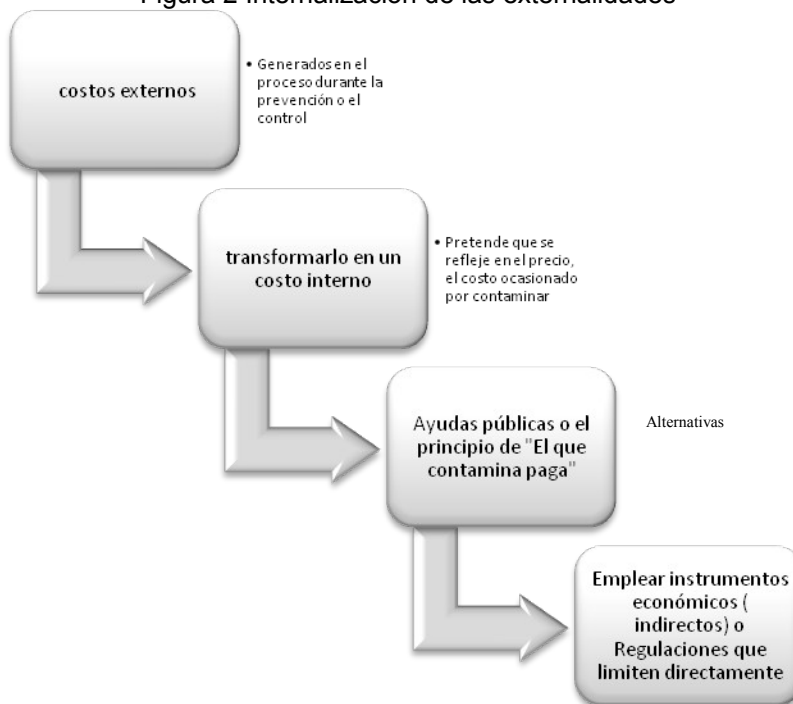 Figura 2 Internalización de las externalidades
costos externos
• Generados en el
proceso durante la
prevención o el
control
transformarlo en un
costo interno
• Pretende que se
refleje en el precio,
el costo ocasionado
por contaminar
Ayudas públicas o el
principio de "El que
contamina paga"
Alternativas
Emplear instrumentos
económicos (
indirectos) o
Regulaciones que
limiten directamente